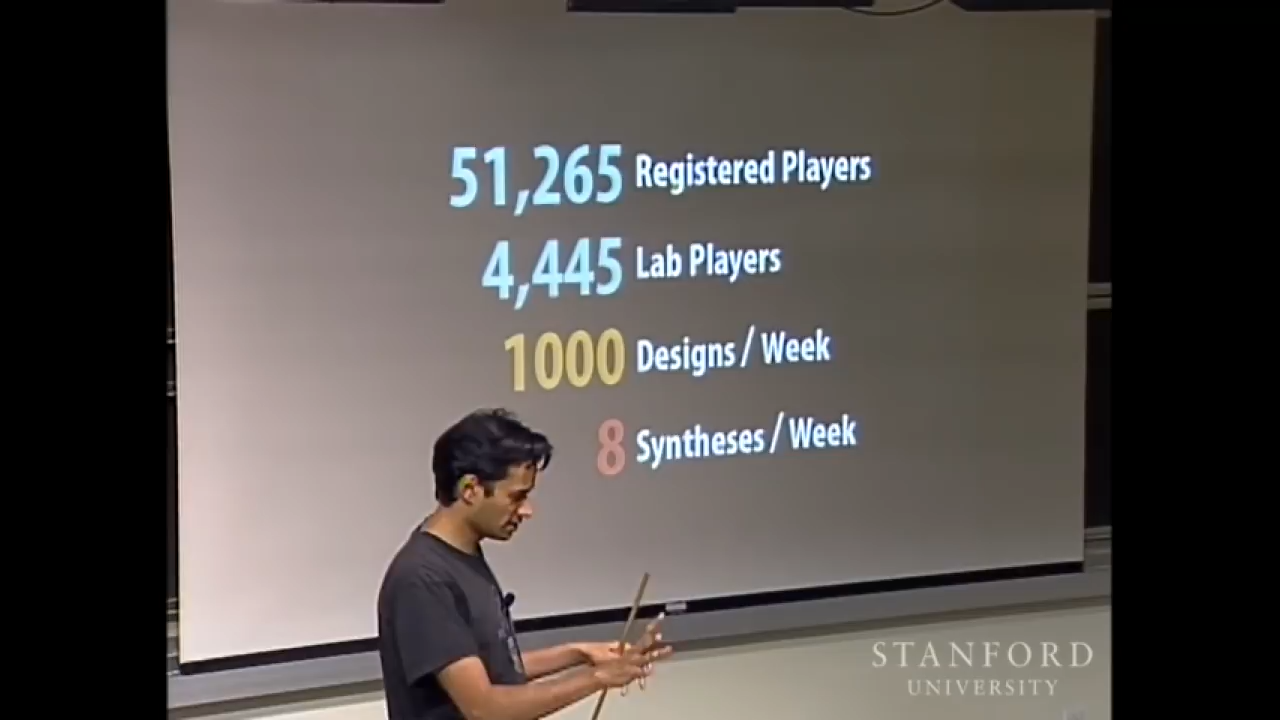 51,265 Registered Players
4,445 Lab Players
1000 Designs / Week
8 Syntheses / Week
STANFORD
UNIVERSITY